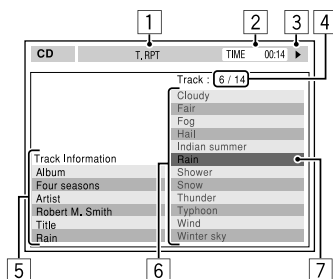 1 2 3 4
CD T. RPT TIME 00:14
Track : 6 / 14
Cloudy
Fair
Fog
Hail
Indian summer
Rain
Shower
Snow
Thunder
Typhoon
Wind
Winter sky
Track Information
Album
Four seasons
Artist
Robert M. Smith
Title
Rain
5 6 7